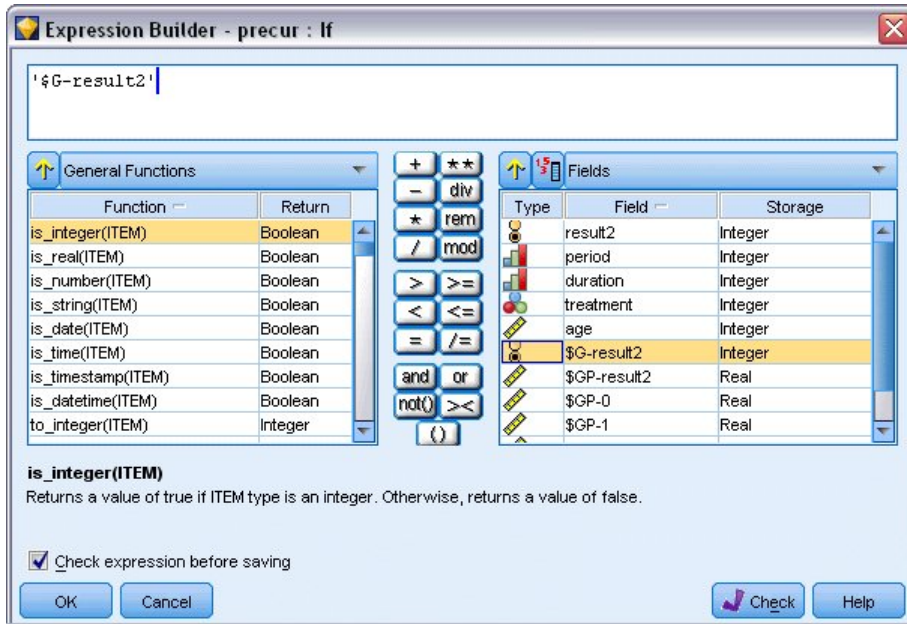 Expression Builder - precur : If
'$G-result2'
General Functions
Function Return
is_integer(ITEM) Boolean
is_real(ITEM) Boolean
is_number(ITEM) Boolean
is_string(ITEM) Boolean
is_date(ITEM) Boolean
is_time(ITEM) Boolean
is_timestamp(ITEM) Boolean
is_datetime(ITEM) Boolean
to_integer(ITEM) Integer
+ **
- div
* rem
/ mod
> >=
< <=
= /=
and or
not() ><
()
Fields
Type Field Storage
result2 Integer
period Integer
duration Integer
treatment Integer
age Integer
$G-result2 Integer
$GP-result2 Real
$GP-0 Real
$GP-1 Real
is_integer(ITEM)
Returns a value of true if ITEM type is an integer. Otherwise, returns a value of false.
Check expression before saving
OK Cancel Check Help